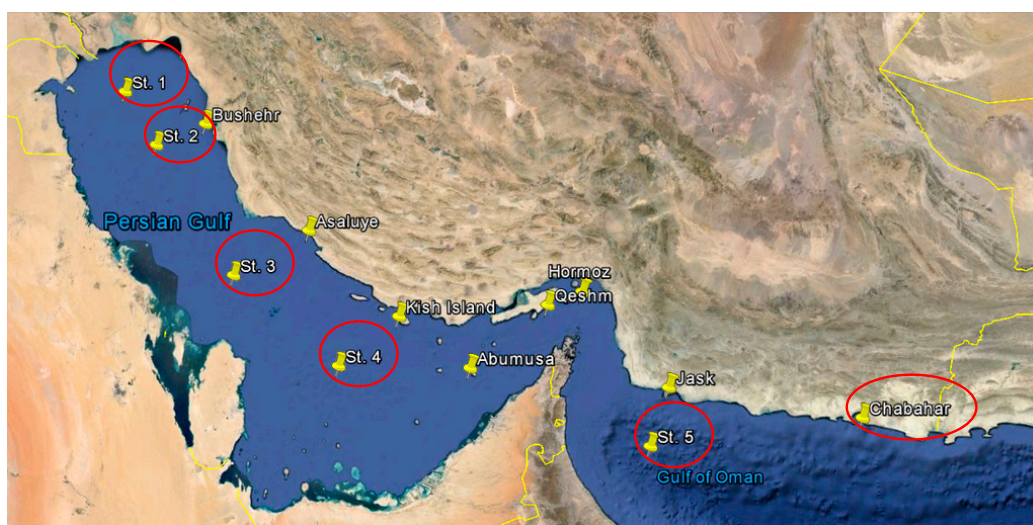 St. 1
Bushehr
St. 2
Persian Gulf
Asaluye
St. 3
Hormoz
Qeshm
Kish Island
St. 4
Abumusa
Jask
Chabahar
St. 5
Gulf of Oman